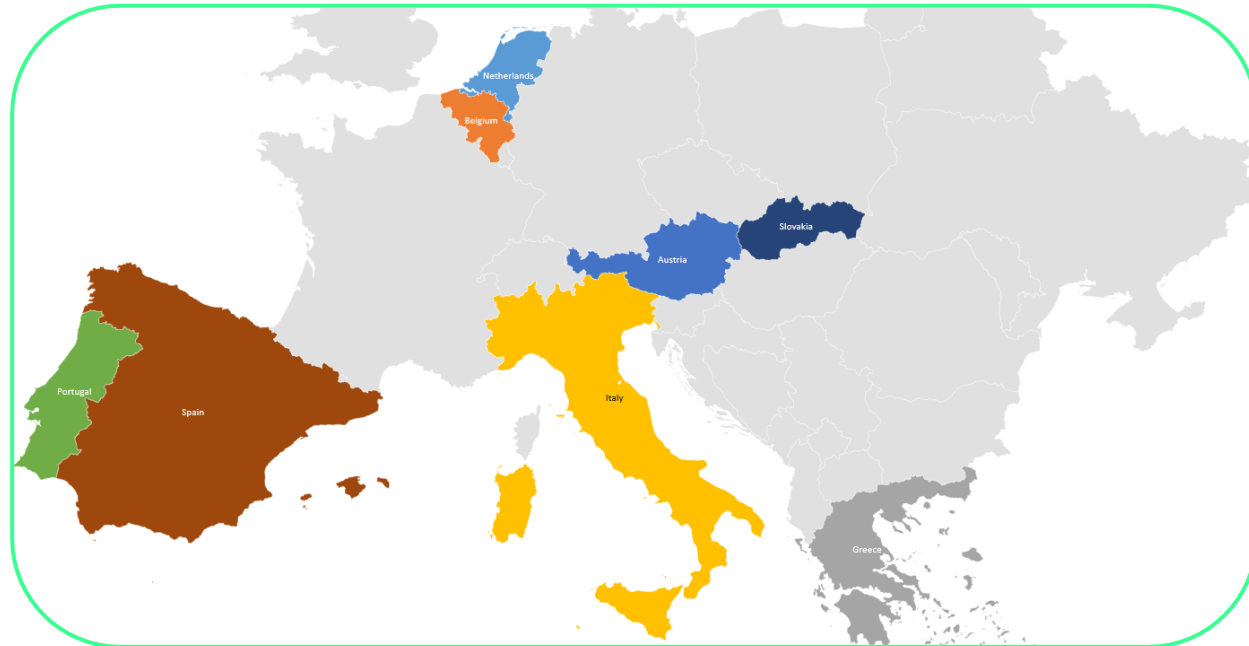 Netherlands
Belgium
Slovakia
Austria
Portugal
Spain
Italy
Greece